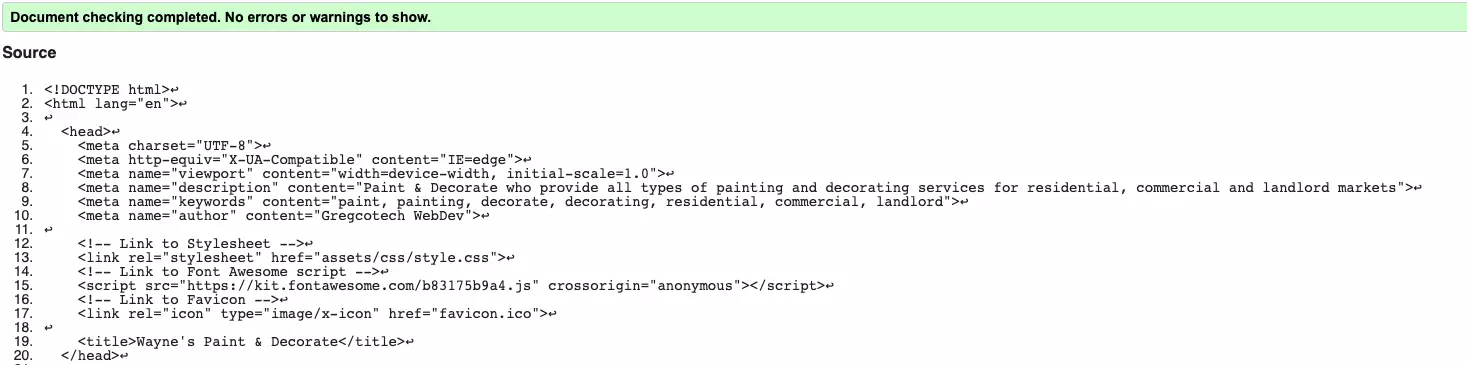 Document checking completed. No errors or warnings to show.
Source
1. <!DOCTYPE html>↩
2. <html lang="en">↩
3. ↩
4.   <head>↩
5.     <meta charset="UTF-8">↩
6.     <meta http-equiv="X-UA-Compatible" content="IE=edge">↩
7.     <meta name="viewport" content="width=device-width, initial-scale=1.0">↩
8.     <meta name="description" content="Paint & Decorate who provide all types of painting and decorating services for residential, commercial and landlord markets">↩
9.     <meta name="keywords" content="paint, painting, decorate, decorating, residential, commercial, landlord">↩
10.     <meta name="author" content="Gregcotech WebDev">↩
11. ↩
12.     <!-- Link to Stylesheet -->↩
13.     <link rel="stylesheet" href="assets/css/style.css">↩
14.     <!-- Link to Font Awesome script -->↩
15.     <script src="https://kit.fontawesome.com/b83175b9a4.js" crossorigin="anonymous"></script>↩
16.     <!-- Link to Favicon -->↩
17.     <link rel="icon" type="image/x-icon" href="favicon.ico">↩
18. ↩
19.     <title>Wayne's Paint & Decorate</title>↩
20.   </head>↩